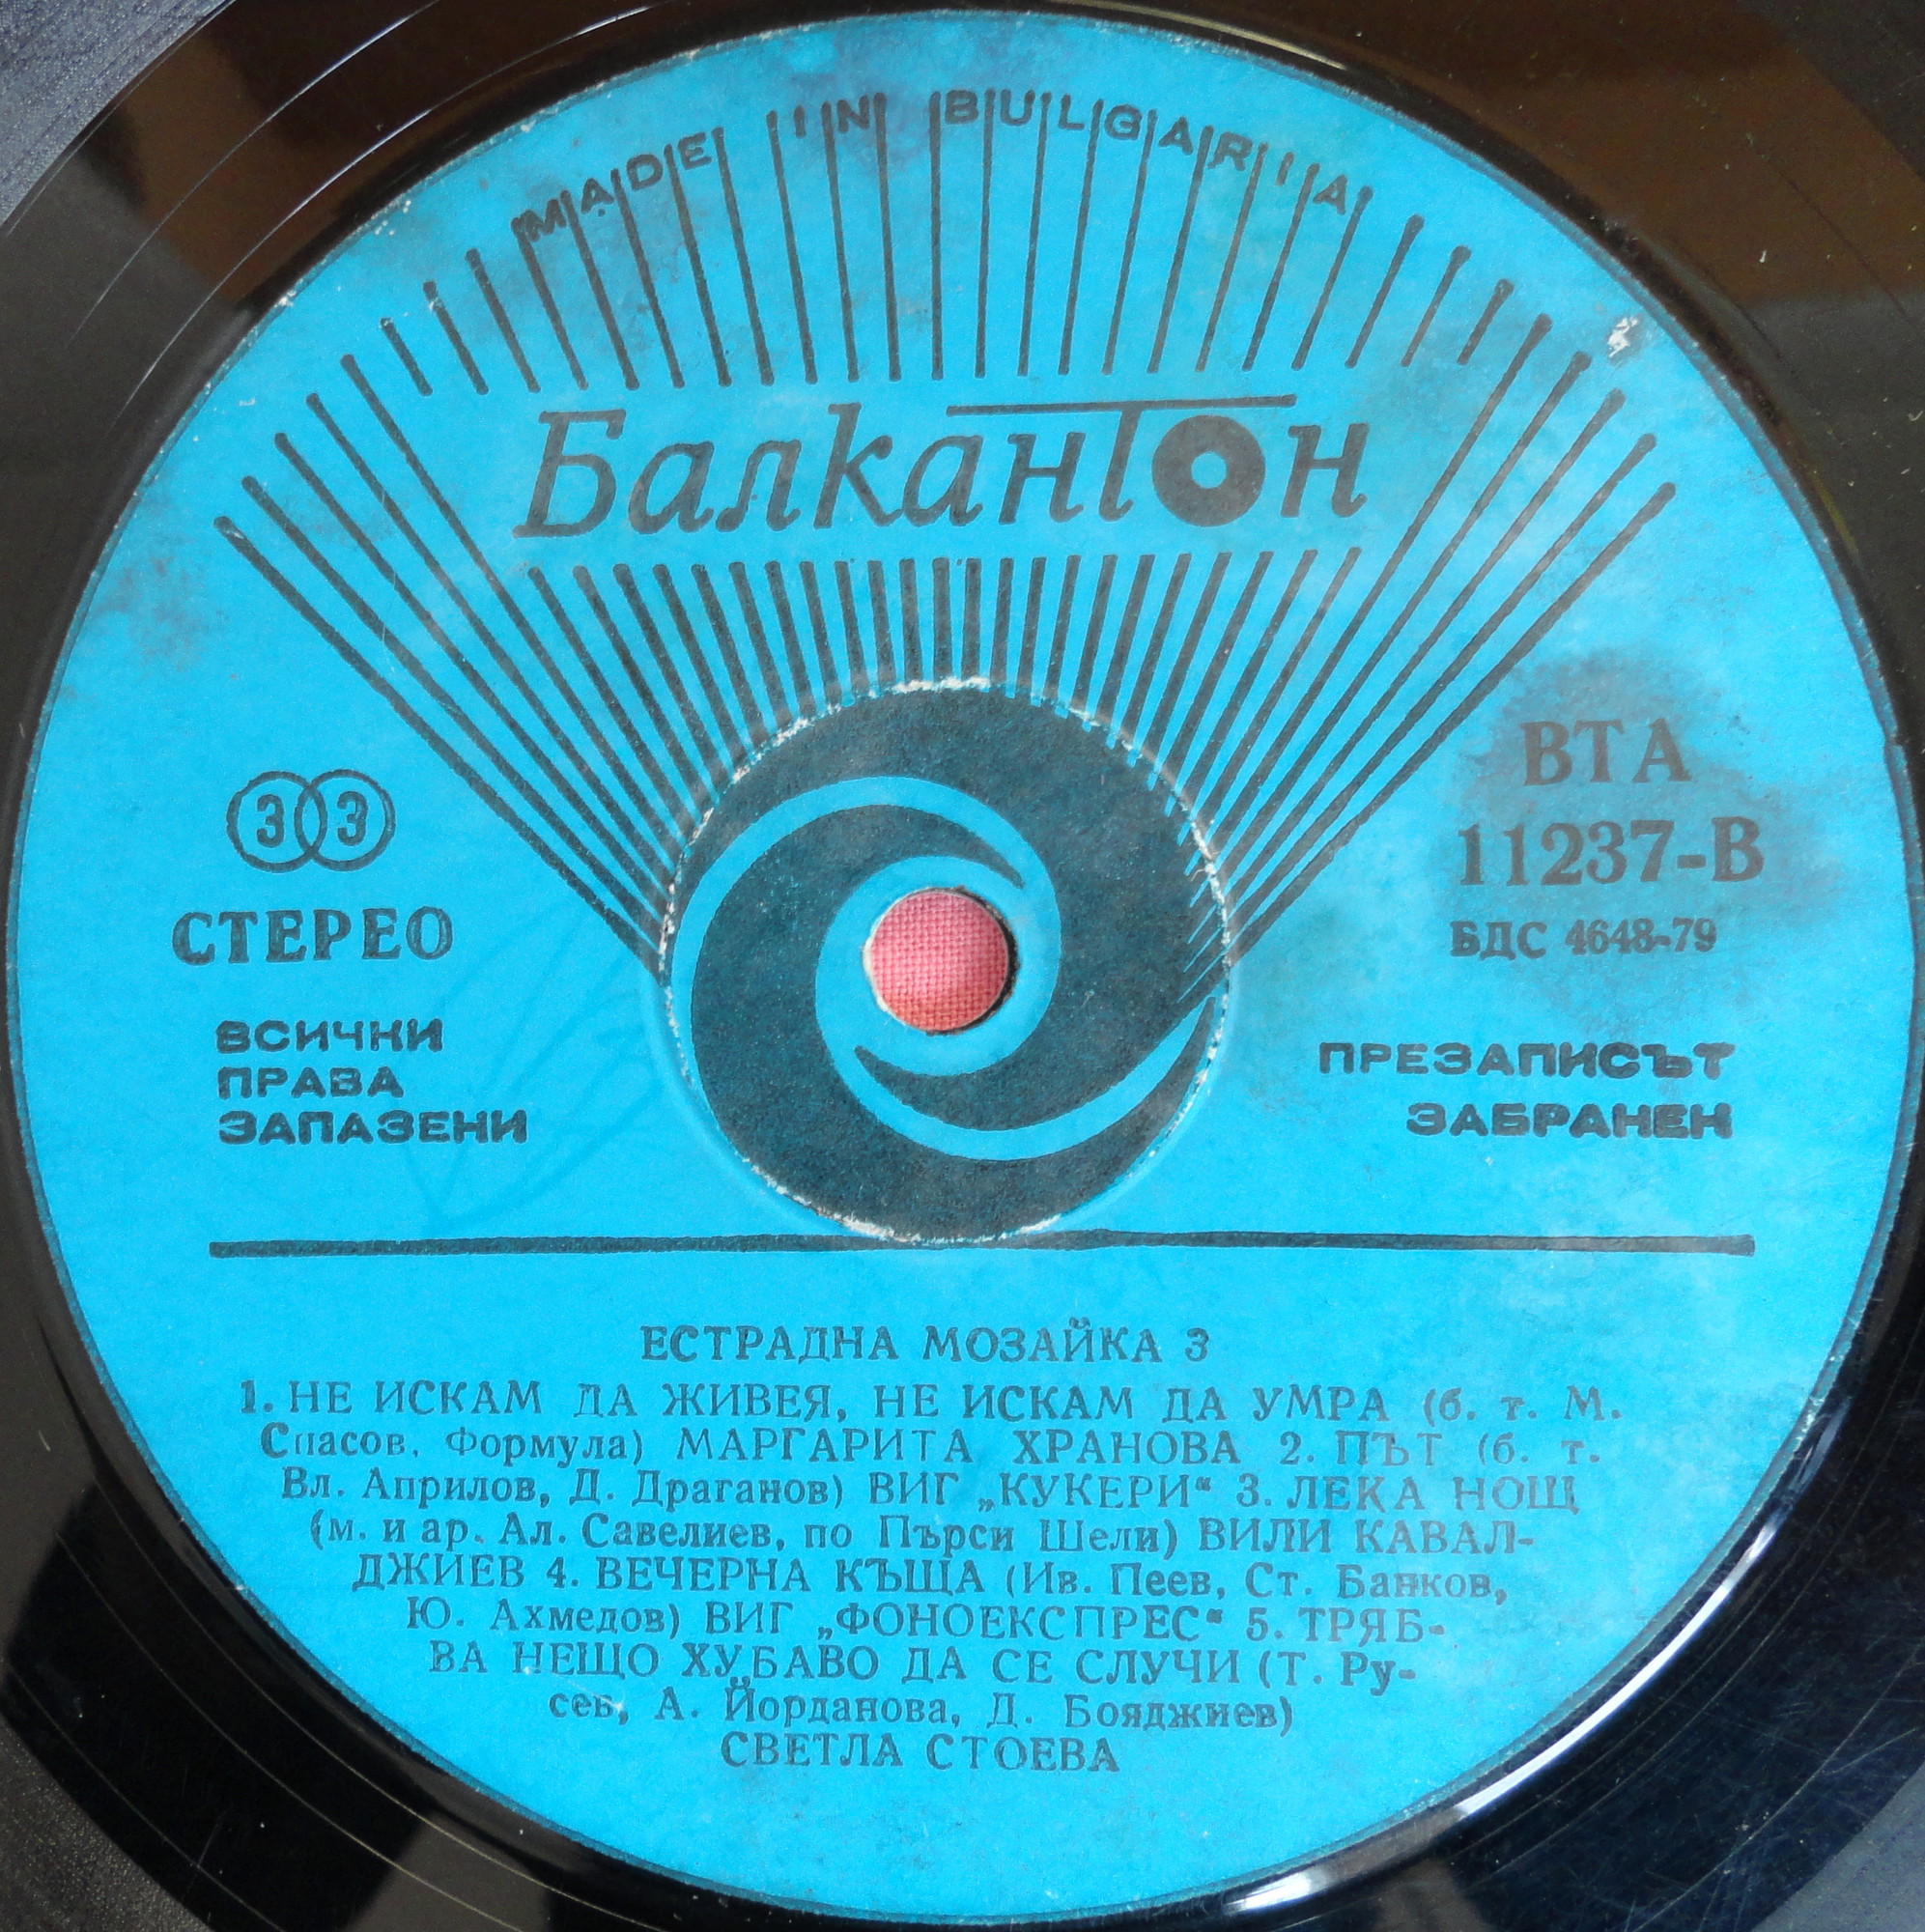 MADE IN BULGARIA
Балкантон
ВТА
11237-В
33
СТЕРЕО
БДС 4648-79
ВСИЧКИ
ПРАВА
ЗАПАЗЕНИ
ПРЕЗАПИСЪТ
ЗАБРАНЕН
ЕСТРАДНА МОЗАЙКА 3
1. НЕ ИСКАМ ДА ЖИВЕЯ, НЕ ИСКАМ ДА УМРА (б. т. М.
Спасов, Формула) МАРГАРИТА ХРАНОВА 2. ПЪТ (б. т.
Вл. Априлов, Д. Драганов) ВИГ „КУКЕРИ“ 3. ЛЕКА НОЩ
(м. и ар. Ал. Савелиев, по Пърси Шели) ВИЛИ КАВАЛ-
ДЖИЕВ 4. ВЕЧЕРНА КЪЩА (Ив. Пеев, Ст. Банков,
Ю. Ахмедов) ВИГ „ФОНОЕКСПРЕС“ 5. ТРЯБ-
ВА НЕЩО ХУБАВО ДА СЕ СЛУЧИ (Т. Ру-
сев, А. Йорданова, Д. Бояджиев)
СВЕТЛА СТОЕВА